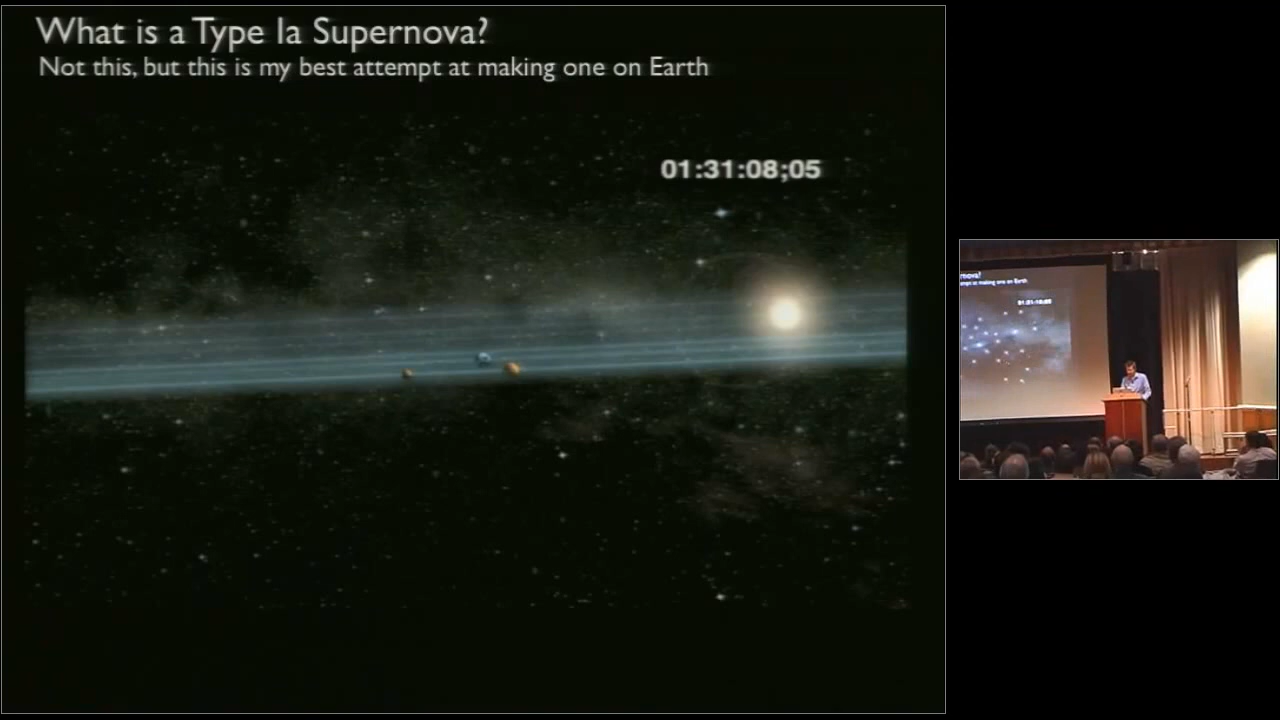 What is a Type Ia Supernova?
Not this, but this is my best attempt at making one on Earth
01:31:08;05